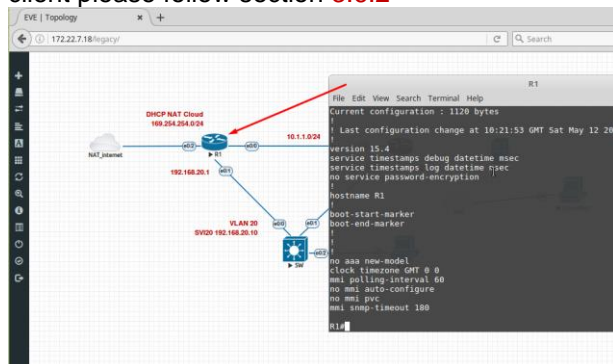 client please follow section
EVE | Topology
172.22.7.18/legacy/
Search
R1
File Edit View Search Terminal Help
Current configuration : 1120 bytes
!
! Last configuration change at 10:21:53 GMT Sat May 12 20
!
version 15.4
service timestamps debug datetime msec
service timestamps log datetime msec
no service password-encryption
!
hostname R1
!
boot-start-marker
boot-end-marker
!
!
!
no aaa new-model
clock timezone GMT 0 0
mmi polling-interval 60
no mmi auto-configure
no mmi pvc
mmi snmp-timeout 180
R1#
DHCP NAT Cloud
169.254.254.0/24
NAT_internet
e0/2
R1
e0/0
10.1.1.0/24
192.168.20.1
e0/1
VLAN 20
SVI20 192.168.20.10
e0/0
e0/1
SW
e0/2